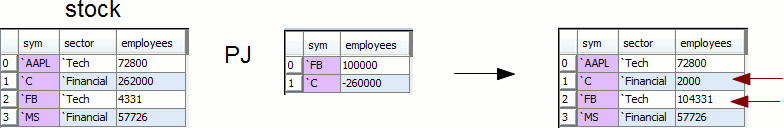 stock
sym sector employees
0 `AAPL `Tech 72800
1 `C `Financial 262000
2 `FB `Tech 4331
3 `MS `Financial 57726
PJ
sym employees
0 `FB 100000
1 `C -260000
sym sector employees
0 `AAPL `Tech 72800
1 `C `Financial 2000
2 `FB `Tech 104331
3 `MS `Financial 57726